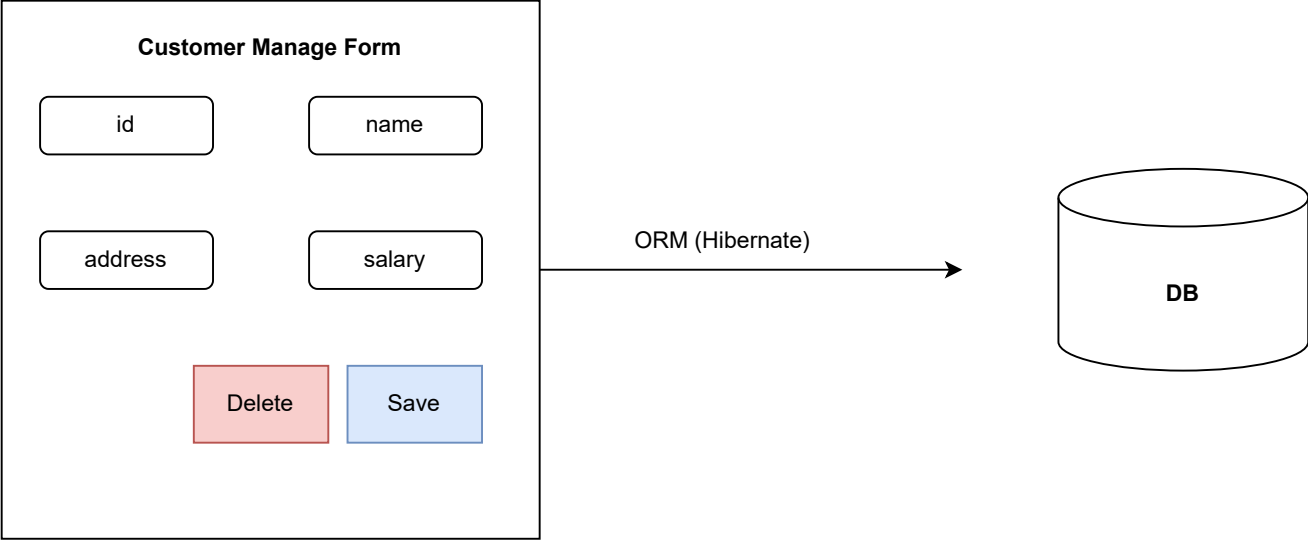 Customer Manage Form
id
name
address
salary
Delete
Save
ORM (Hibernate)
DB